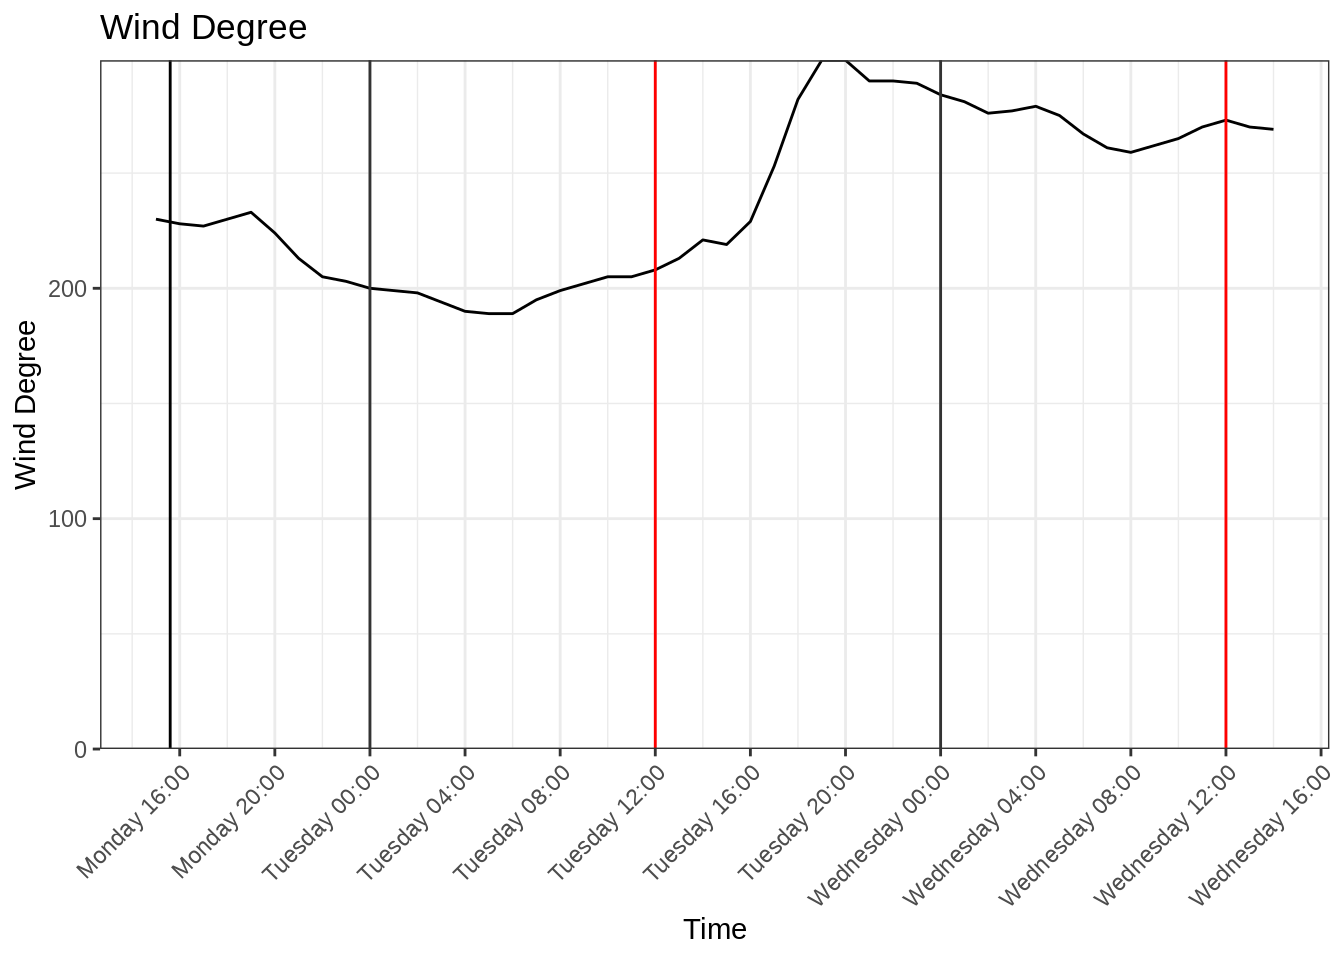 Wind Degree
Wind Degree
200
100
0
Monday 16:00
Monday 20:00
Tuesday 00:00
Tuesday 04:00
Tuesday 08:00
Tuesday 12:00
Tuesday 16:00
Tuesday 20:00
Wednesday 00:00
Wednesday 04:00
Wednesday 08:00
Wednesday 12:00
Wednesday 16:00
Time